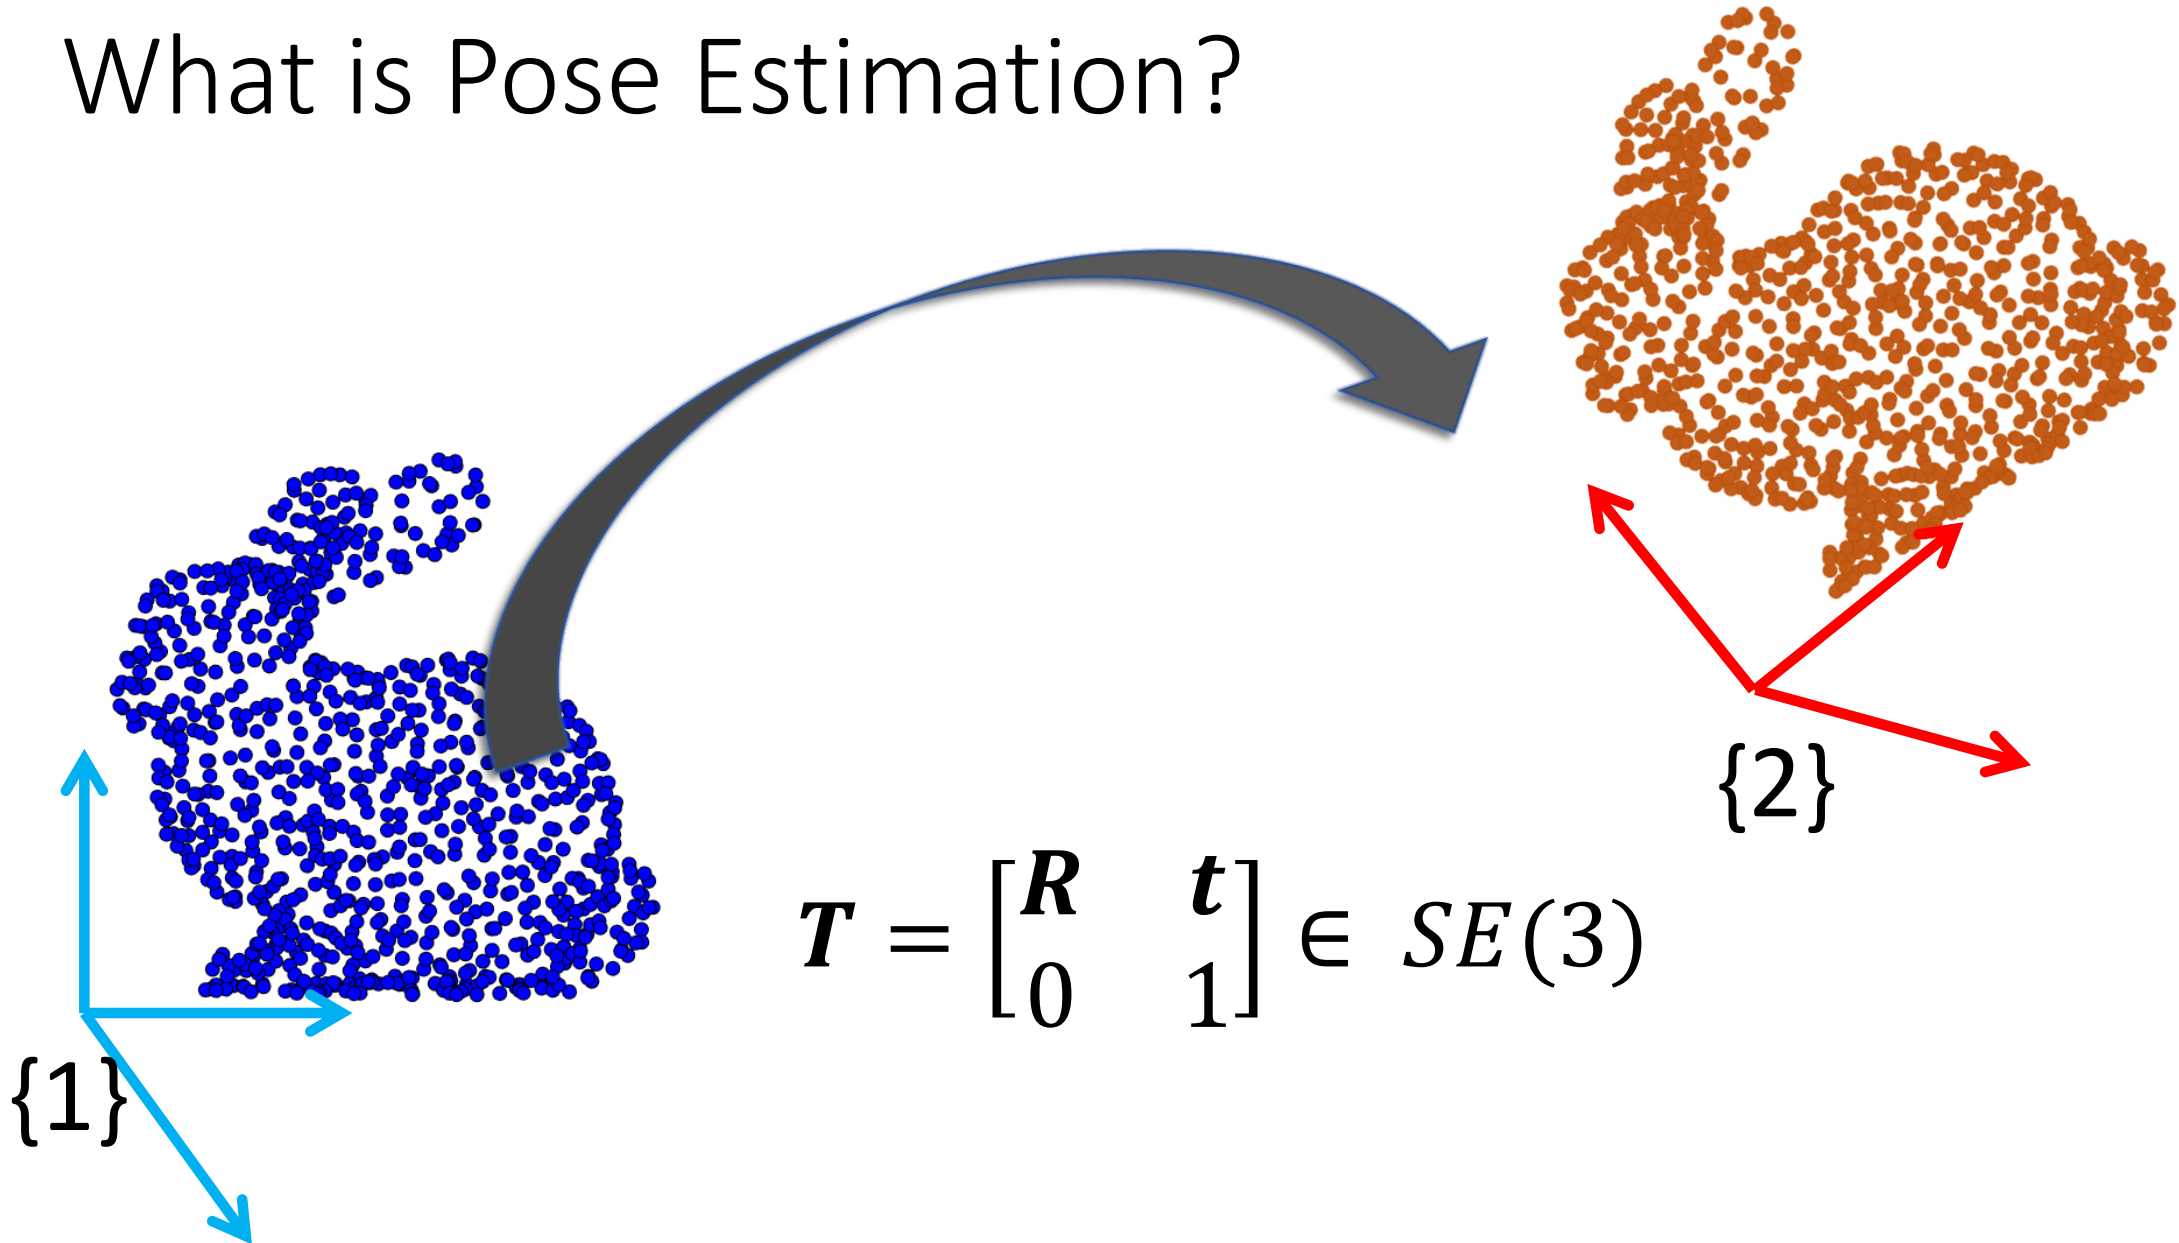 What is Pose Estimation?
{2}
T = [R t
0 1] ∈ SE(3)
{1}